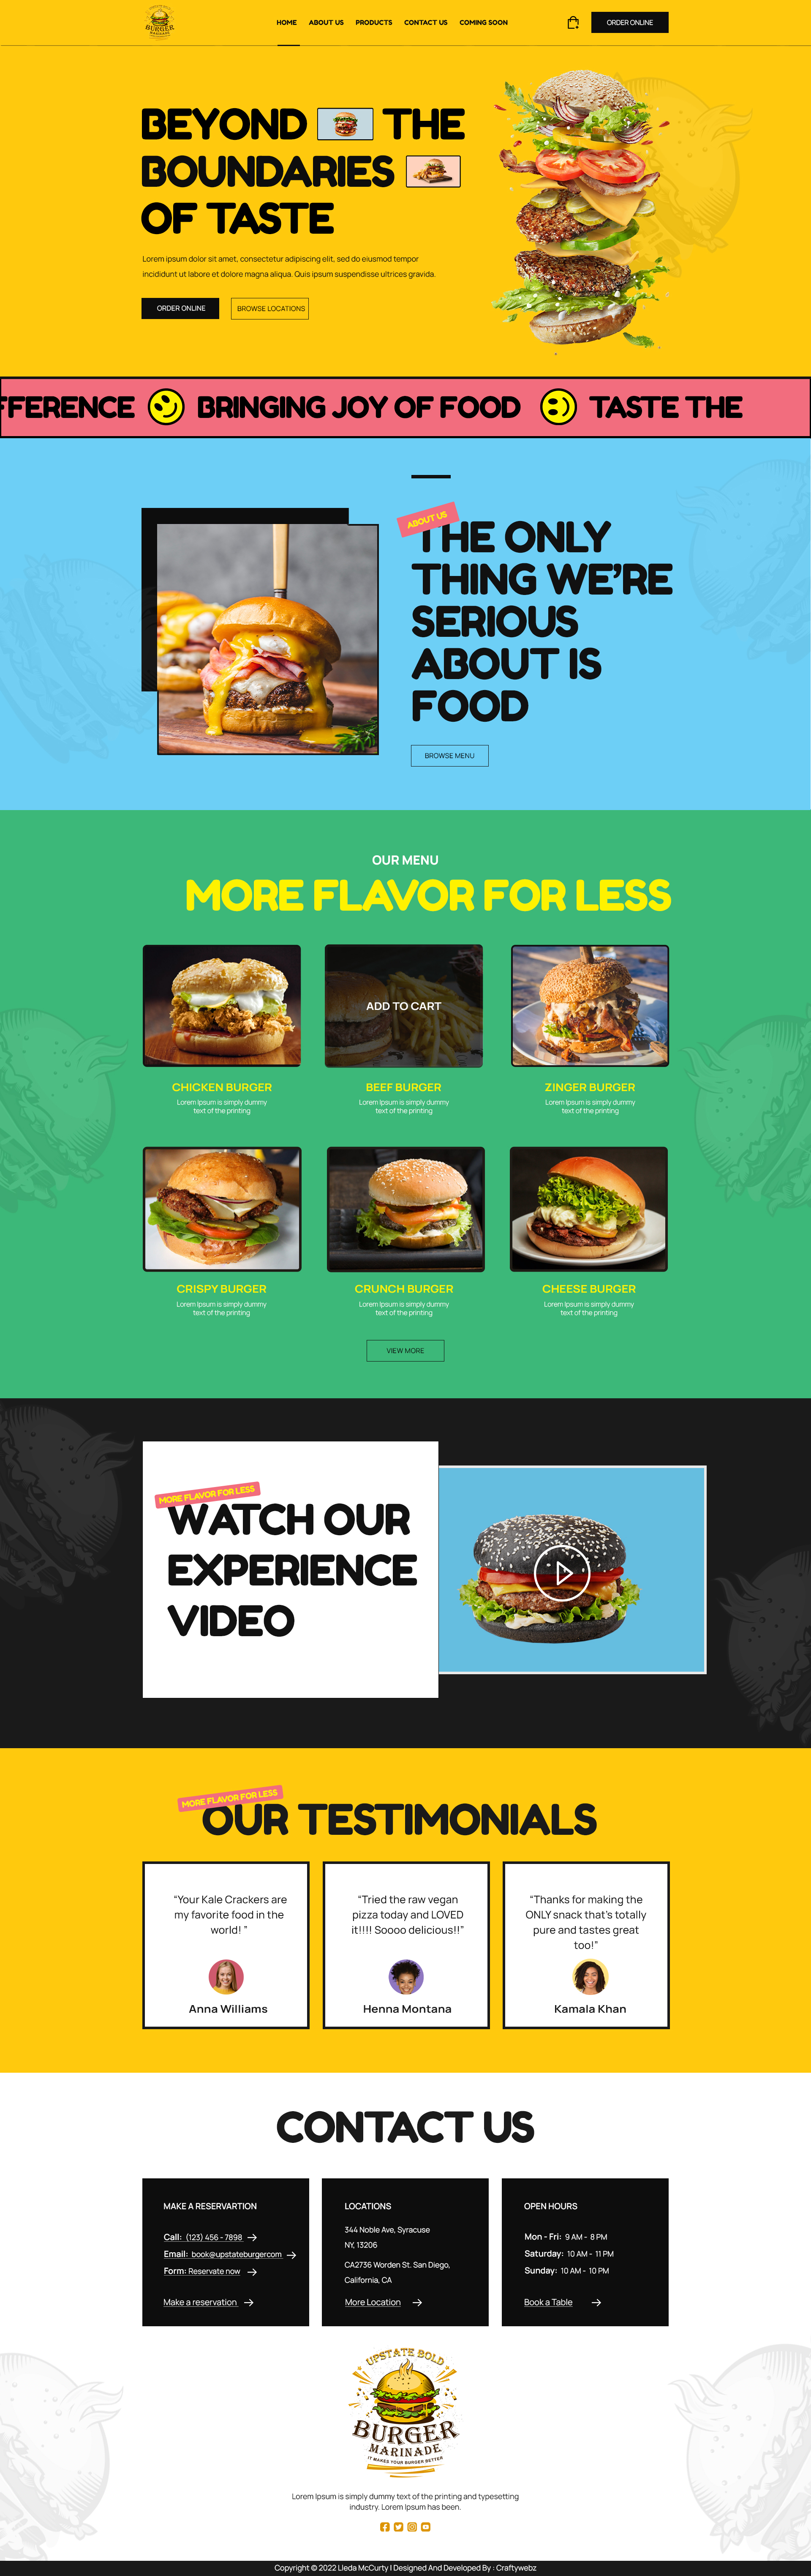 UPSTATE BOLD
BURGER
MARINADE
HOME ABOUT US PRODUCTS CONTACT US COMING SOON
ORDER ONLINE
BEYOND THE
BOUNDARIES
OF TASTE
Lorem ipsum dolor sit amet, consectetur adipiscing elit, sed do eiusmod tempor
incididunt ut labore et dolore magna aliqua. Quis ipsum suspendisse ultrices gravida.
ORDER ONLINE
BROWSE LOCATIONS
FFERENCE BRINGING JOY OF FOOD TASTE THE
ABOUT US
THE ONLY
THING WE'RE
SERIOUS
ABOUT IS
FOOD
BROWSE MENU
OUR MENU
MORE FLAVOR FOR LESS
ADD TO CART
CHICKEN BURGER
Lorem Ipsum is simply dummy
text of the printing
BEEF BURGER
Lorem Ipsum is simply dummy
text of the printing
ZINGER BURGER
Lorem Ipsum is simply dummy
text of the printing
CRISPY BURGER
Lorem Ipsum is simply dummy
text of the printing
CRUNCH BURGER
Lorem Ipsum is simply dummy
text of the printing
CHEESE BURGER
Lorem Ipsum is simply dummy
text of the printing
VIEW MORE
MORE FLAVOR FOR LESS
WATCH OUR
EXPERIENCE
VIDEO
MORE FLAVOR FOR LESS
OUR TESTIMONIALS
“Your Kale Crackers are
my favorite food in the
world! ”
Anna Williams
“Tried the raw vegan
pizza today and LOVED
it!!!! Soooo delicious!!”
Henna Montana
“Thanks for making the
ONLY snack that’s totally
pure and tastes great
too!”
Kamala Khan
CONTACT US
MAKE A RESERVARTION
Call: (123) 456 - 7898
Email: book@upstateburgercom
Form: Reservate now
Make a reservation
LOCATIONS
344 Noble Ave, Syracuse
NY, 13206
CA2736 Worden St. San Diego,
California, CA
More Location
OPEN HOURS
Mon - Fri: 9 AM - 8 PM
Saturday: 10 AM - 11 PM
Sunday: 10 AM - 10 PM
Book a Table
UPSTATE BOLD
BURGER
MARINADE
IT MAKES YOUR BURGER BETTER
Lorem Ipsum is simply dummy text of the printing and typesetting
industry. Lorem Ipsum has been.
Copyright © 2022 Lleda McCurty | Designed And Developed By : Craftywebz